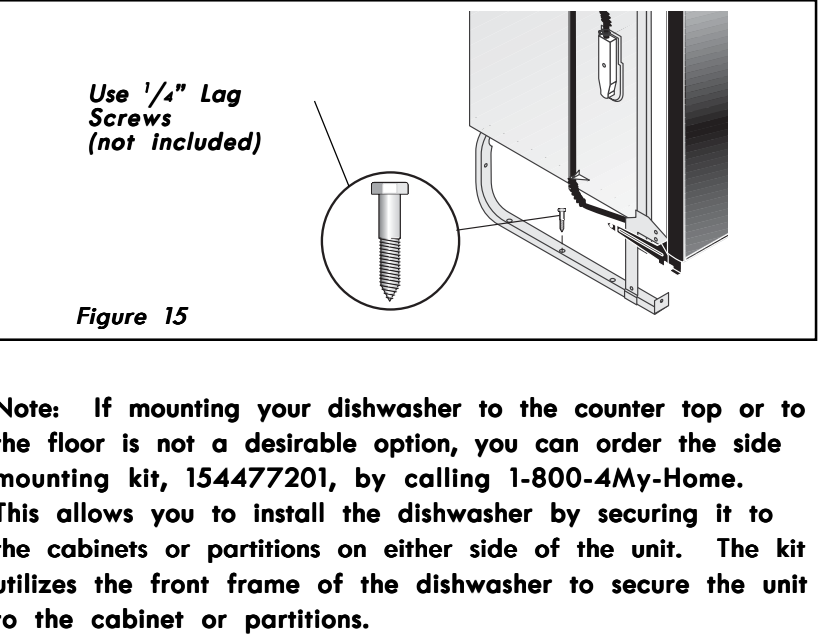 Use 1/4" Lag
Screws
(not included)
Figure 15
Note: If mounting your dishwasher to the counter top or to
the floor is not a desirable option, you can order the side
mounting kit, 154477201, by calling 1-800-4My-Home.
This allows you to install the dishwasher by securing it to
the cabinets or partitions on either side of the unit. The kit
utilizes the front frame of the dishwasher to secure the unit
to the cabinet or partitions.